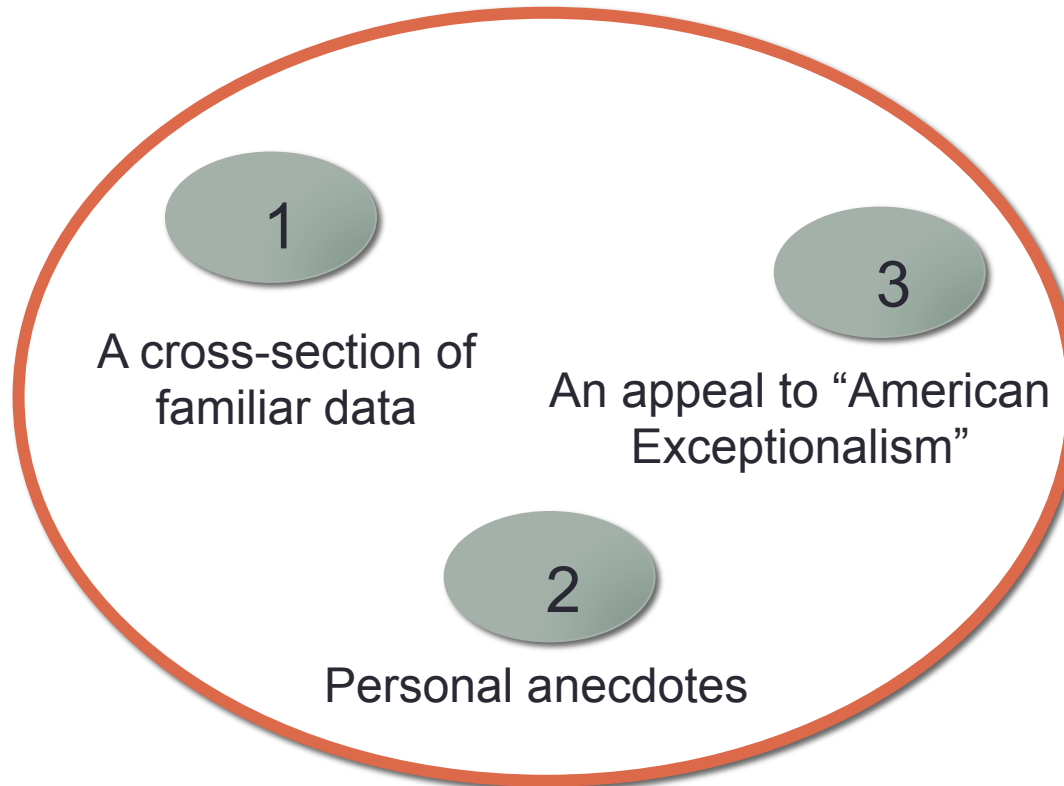 1
A cross-section of
familiar data
3
An appeal to “American
Exceptionalism”
2
Personal anecdotes